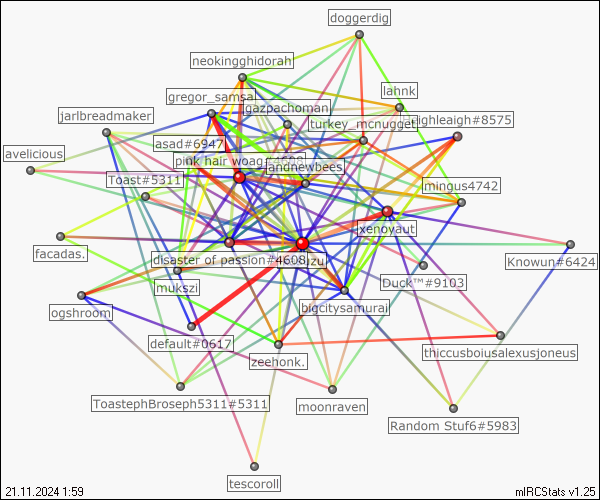 doggerdig
neokingghidorah
lahnk
gregor_samsa
gazpachoman
jarlbreadmaker
turkey_mcnugget
#8575
asad#6947
avelicious
pink hair woag
andnewbees
Toast#5311
mingus4742
xenoyaut
facadas.
disaster of passion#4608
Knowun#6424
mukszi
Duck™#9103
ogshroom
bigcitysamurai
default#0617
thiccusboiusalexusjoneus
zeehonk.
ToastephBroseph5311#5311
moonraven
Random Stuf6#5983
tescoroll
21.11.2024 1:59
mIRCStats v1.25